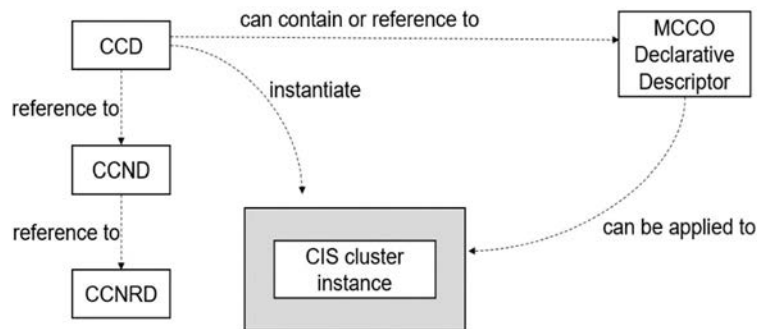 can contain or reference to
CCD
MCCO
Declarative
Descriptor
instantiate
reference to
CCND
reference to
can be applied to
CIS cluster
instance
CCNRD